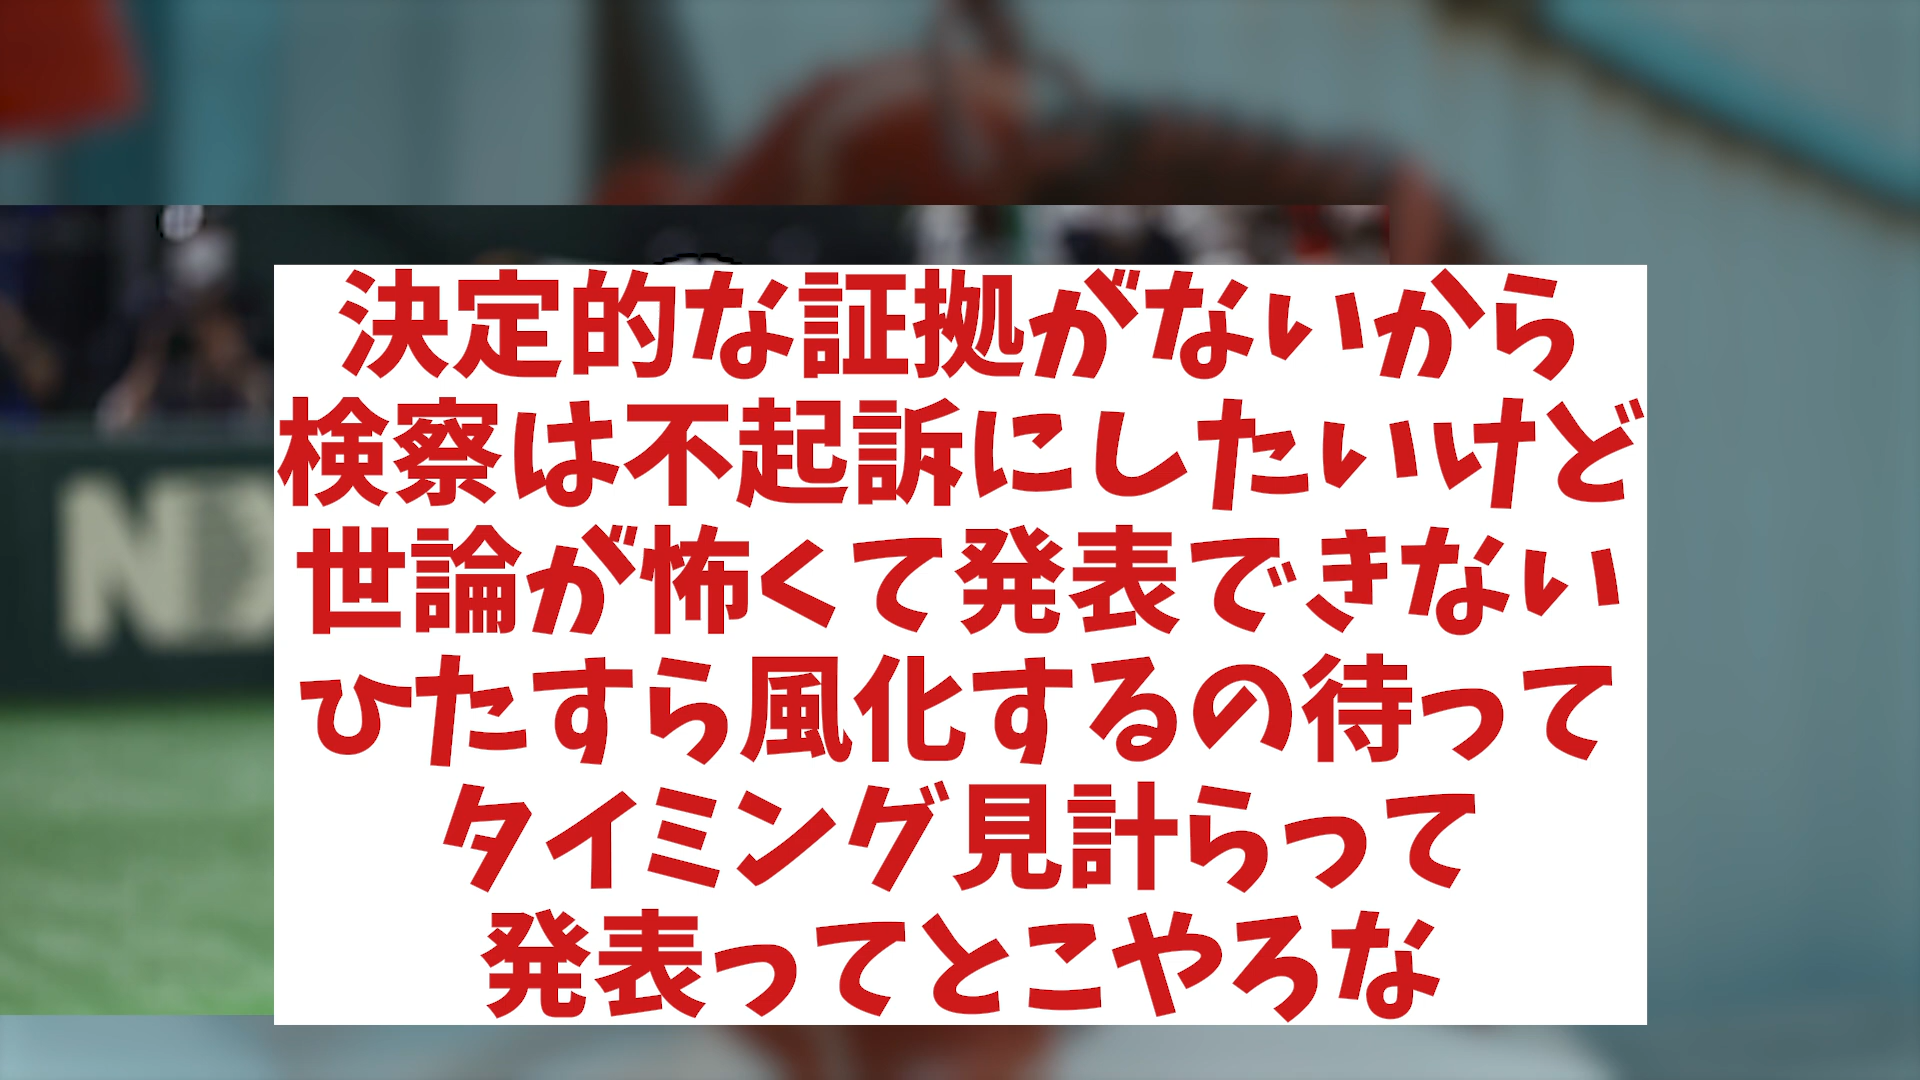 決定的な証拠がないから
検察は不起訴にしたいけど
世論が怖くて発表できない
ひたすら風化するの待って
タイミング見計らって
発表ってとこやろな